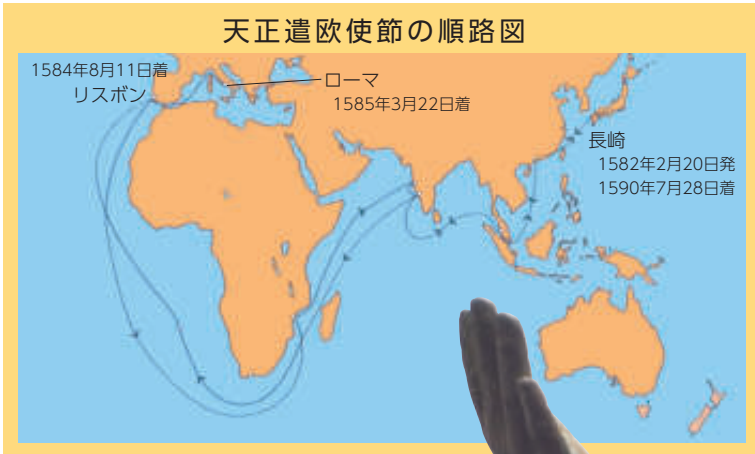 天正遣欧使節の順路図
1584年8月11日着
リスボン
ローマ
1585年3月22日着
長崎
1582年2月20日発
1590年7月28日着